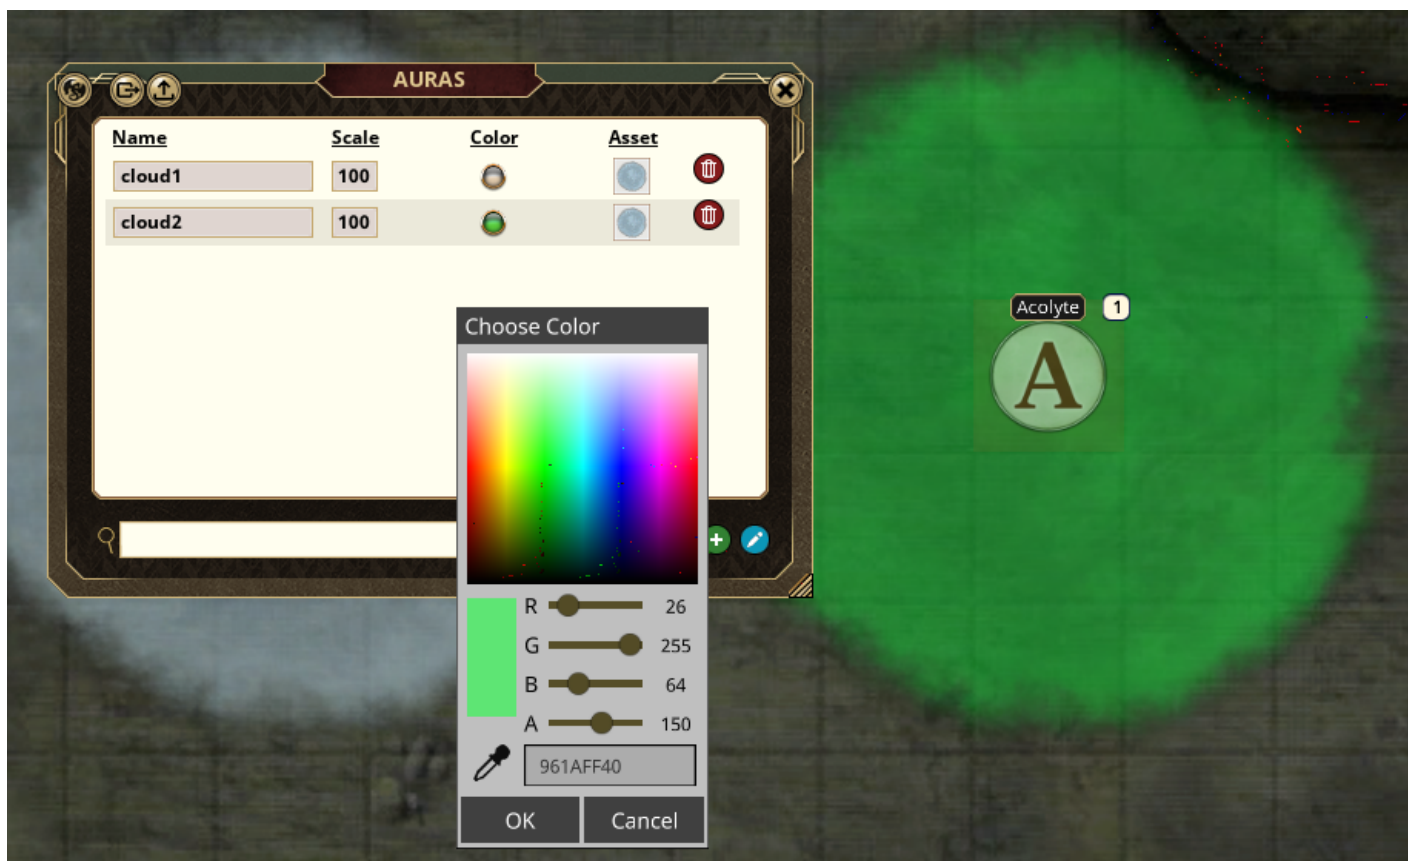 AURAS
Name Scale Color Asset
cloud1 100
cloud2 100
Acolyte 1
A
Choose Color
R 26
G 255
B 64
A 150
961AFF40
OK Cancel